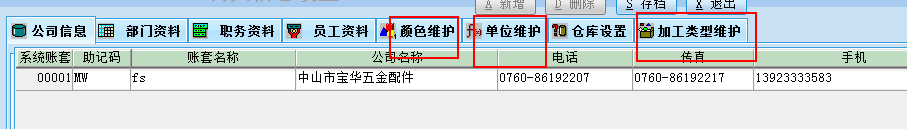 A 新增 D 删除 S 存档 X 退出
公司信息 部门资料 职务资料 员工资料 颜色维护 单位维护 仓库设置 加工类型维护
系统账套 助记码 账套名称 公司名称 电话 传真 手机
00001 MW fs 中山市宝华五金配件 0760-86192207 0760-86192217 13923333583